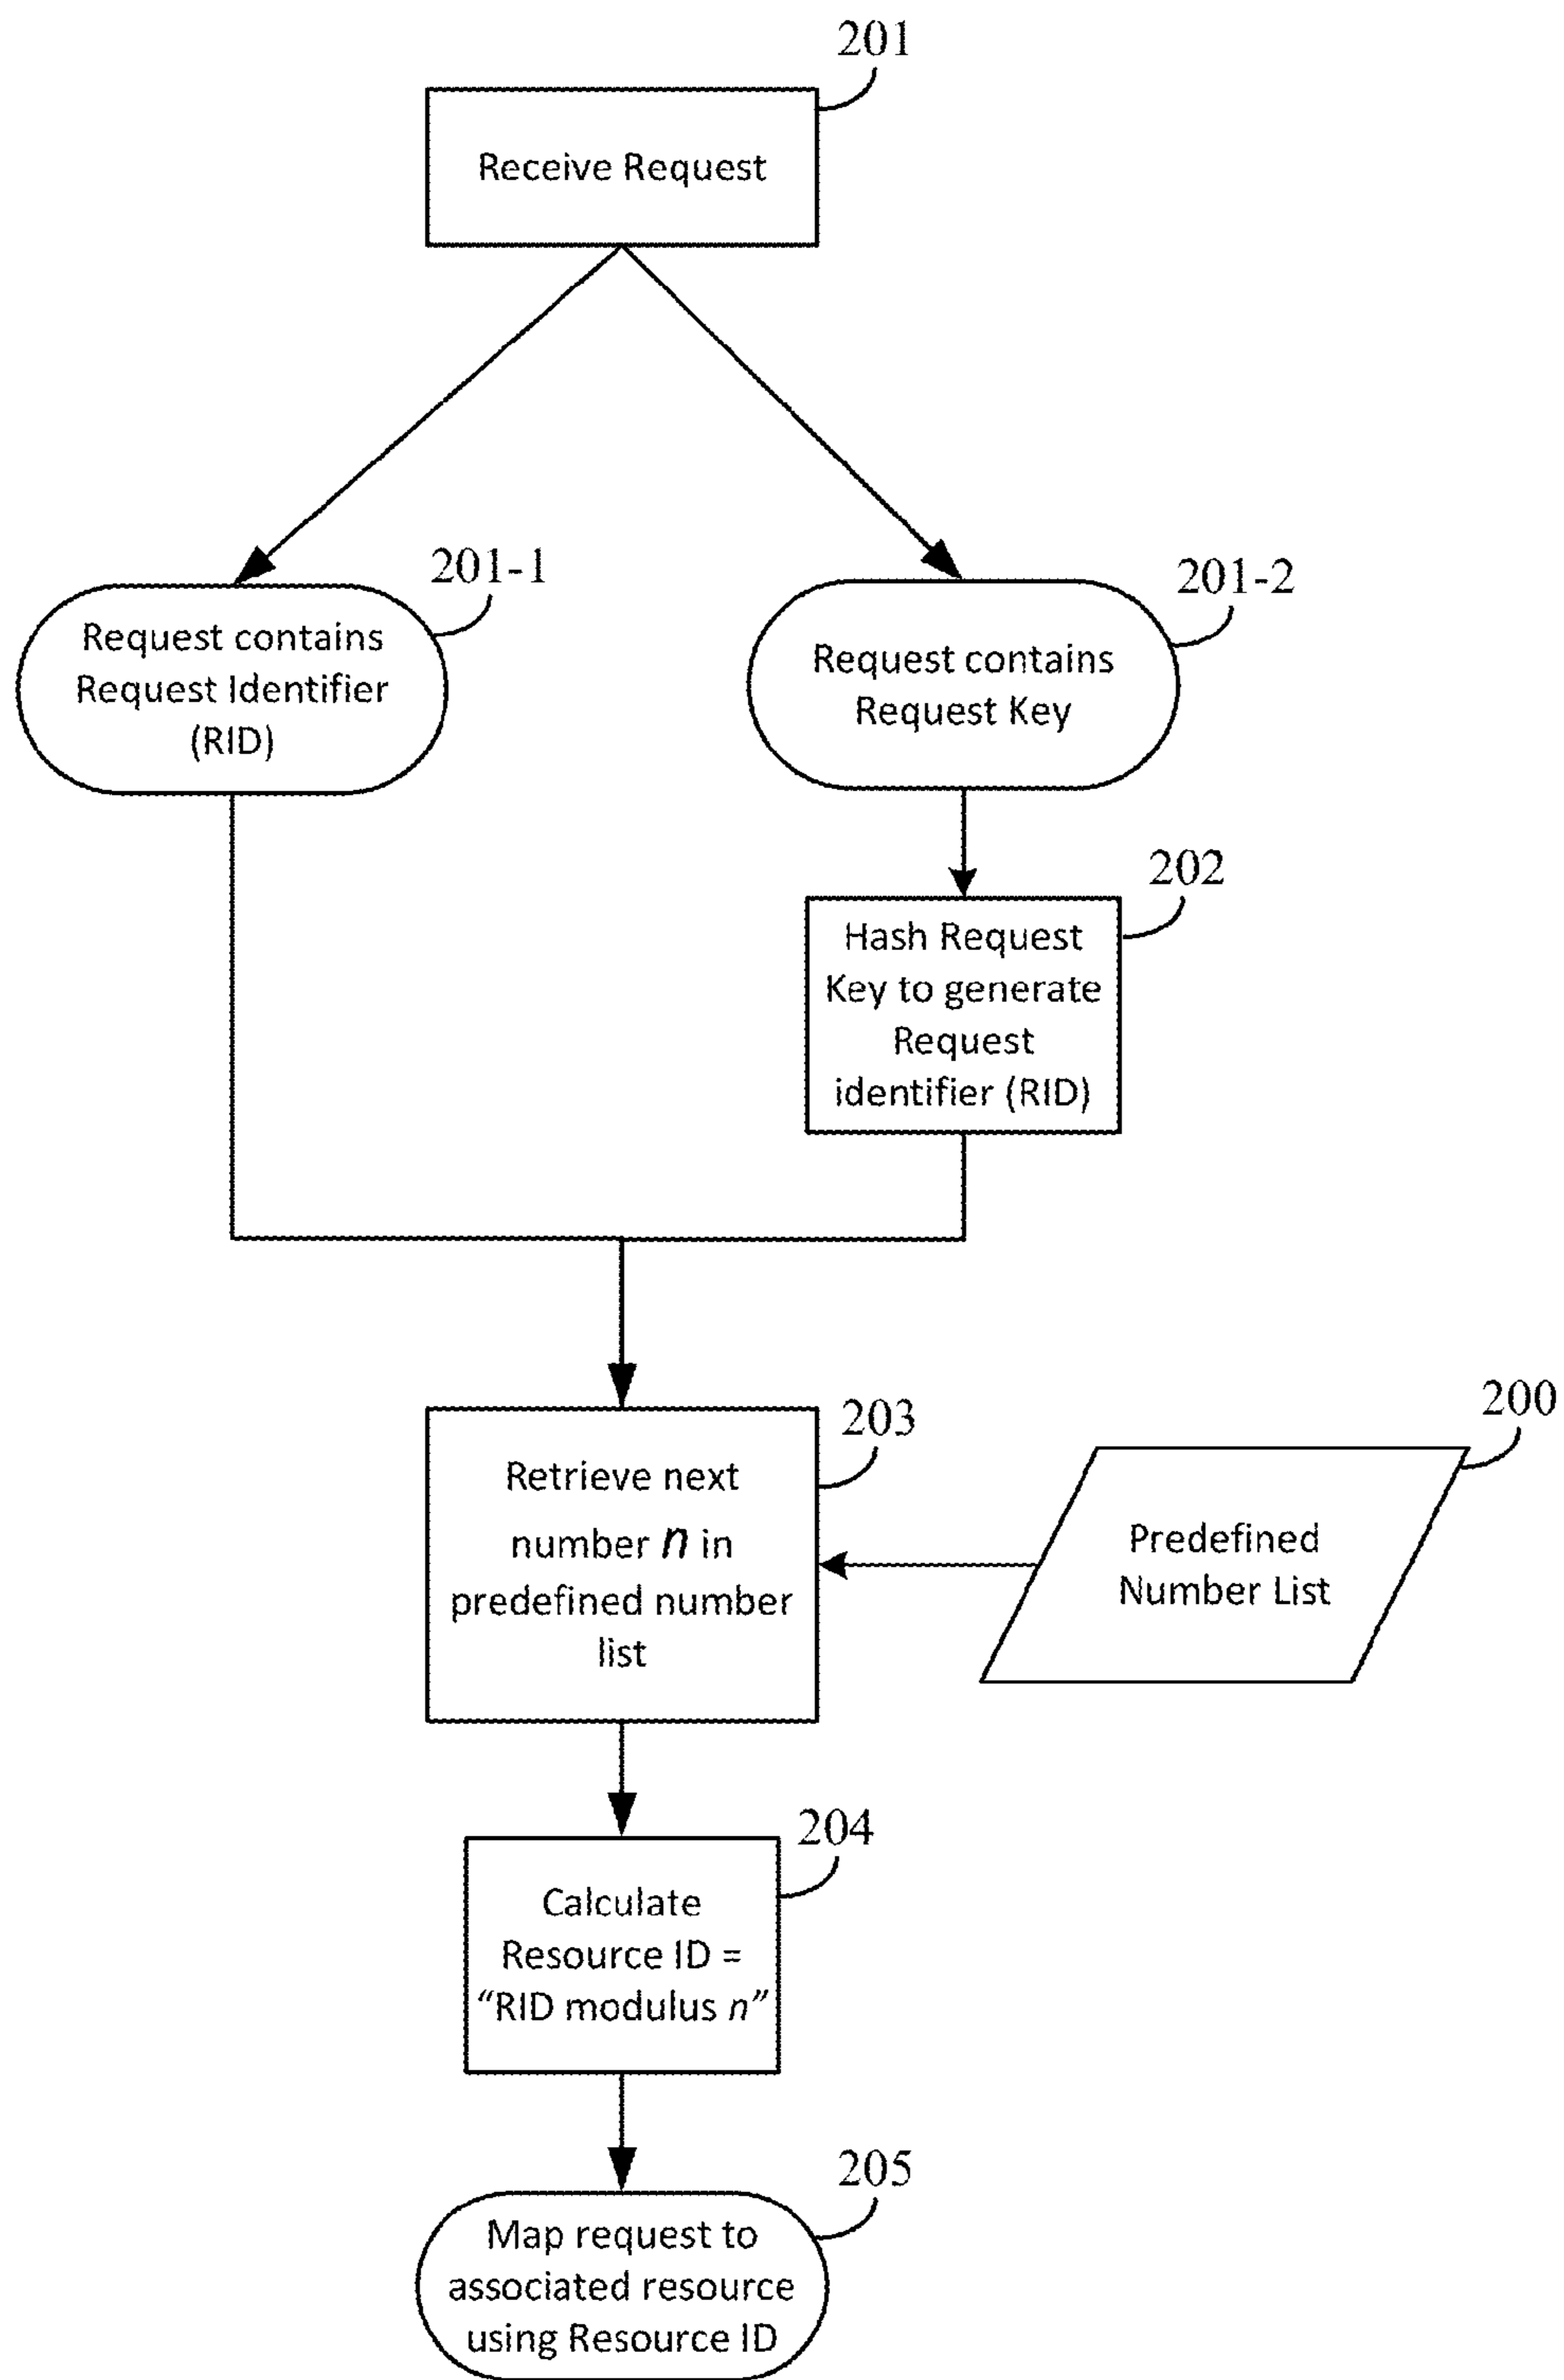 201
Receive Request
201-1
Request contains
Request Identifier
(RID)
201-2
Request contains
Request Key
202
Hash Request
Key to generate
Request
identifier (RID)
203
Retrieve next
number n in
predefined number
list
200
Predefined
Number List
204
Calculate
Resource ID =
“RID modulus n”
205
Map request to
associated resource
using Resource ID